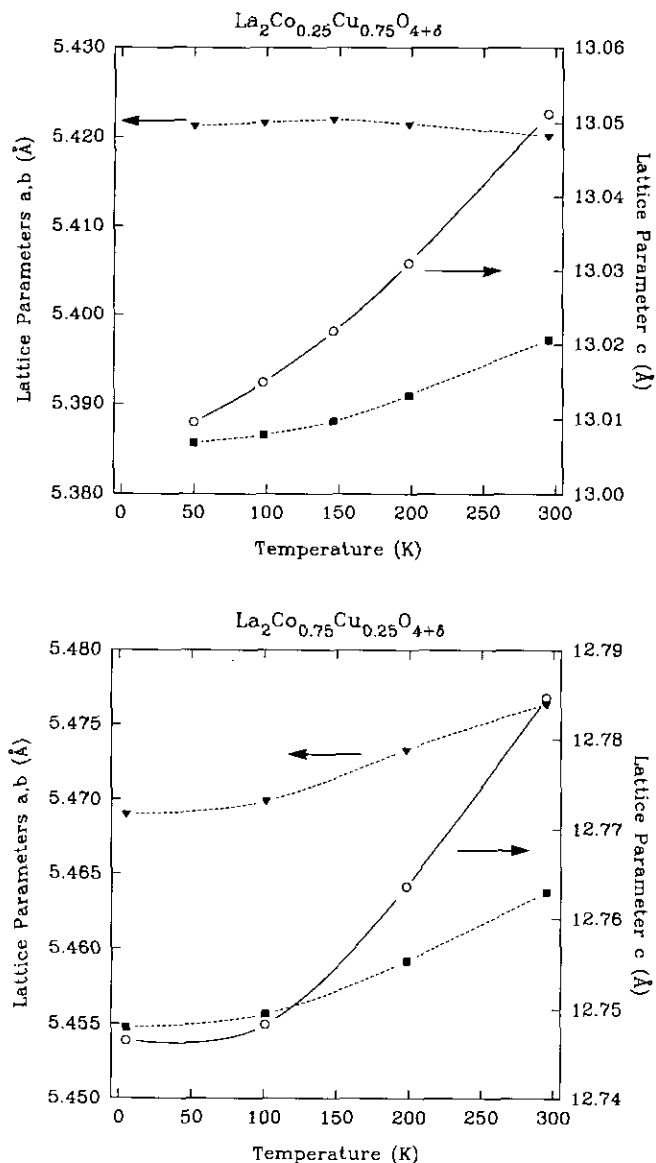 La2Co0.25Cu0.75O4+δ
5.430
5.420
5.410
5.400
5.390
5.380
Lattice Parameters a,b (Å)
13.06
13.05
13.04
13.03
13.02
13.01
13.00
Lattice Parameter c (Å)
0 50 100 150 200 250 300
Temperature (K)
La2Co0.75Cu0.25O4+δ
5.480
5.475
5.470
5.465
5.460
5.455
5.450
Lattice Parameters a,b (Å)
12.79
12.78
12.77
12.76
12.75
12.74
Lattice Parameter c (Å)
0 50 100 150 200 250 300
Temperature (K)